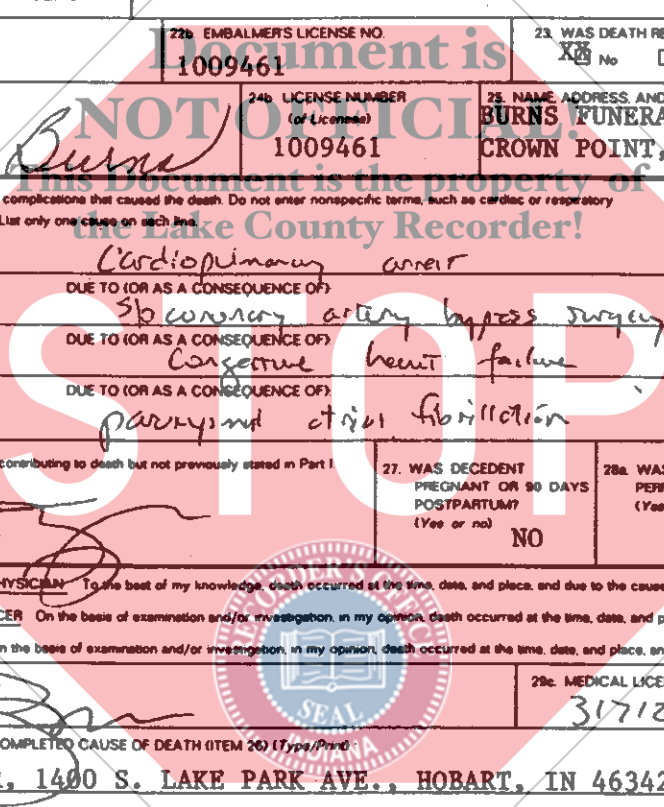 22b. EMBALMER'S LICENSE NO.
23. WAS DEATH RE
1009461
No
Document is
NOT OFFICIAL!
This Document is the property of
the Lake County Recorder!
24b. LICENSE NUMBER
(of Licensee)
1009461
25. NAME, ADDRESS, AND
BURNS FUNERA
CROWN POINT,
Burns
complications that caused the death. Do not enter nonspecific terms, such as cardiac or respiratory
List only one cause on each line.
Cardiopulmonary arrest
DUE TO (OR AS A CONSEQUENCE OF):
coronary artery bypass surgery
DUE TO (OR AS A CONSEQUENCE OF):
Congestive heart failure
DUE TO (OR AS A CONSEQUENCE OF):
paroxysmal atrial fibrillation
STOP
contributing to death but not previously stated in Part I.
27. WAS DECEDENT
PREGNANT OR 90 DAYS
POSTPARTUM?
(Yes or no)
NO
28a. WAS
PERF
(Yes
HYSICIAN To the best of my knowledge, death occurred at the time, date, and place, and due to the cause
CER On the basis of examination and/or investigation, in my opinion, death occurred at the time, date, and p
n the basis of examination and/or investigation, in my opinion, death occurred at the time, date, and place, an
SEAL
INDIANA
29c. MEDICAL LICE
31712
OMPLETED CAUSE OF DEATH (ITEM 26) (Type/Print)
1400 S. LAKE PARK AVE., HOBART, IN 46342